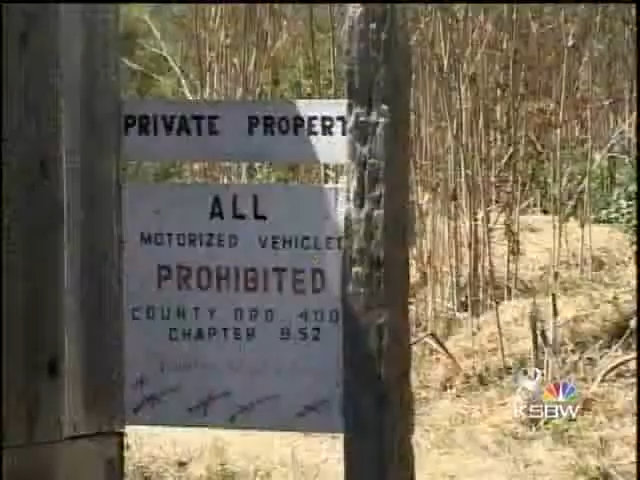 PRIVATE PROPERT
ALL
MOTORIZED VEHICLES
PROHIBITED
COUNTY ORD. 400
CHAPTER 9.52
KSBW